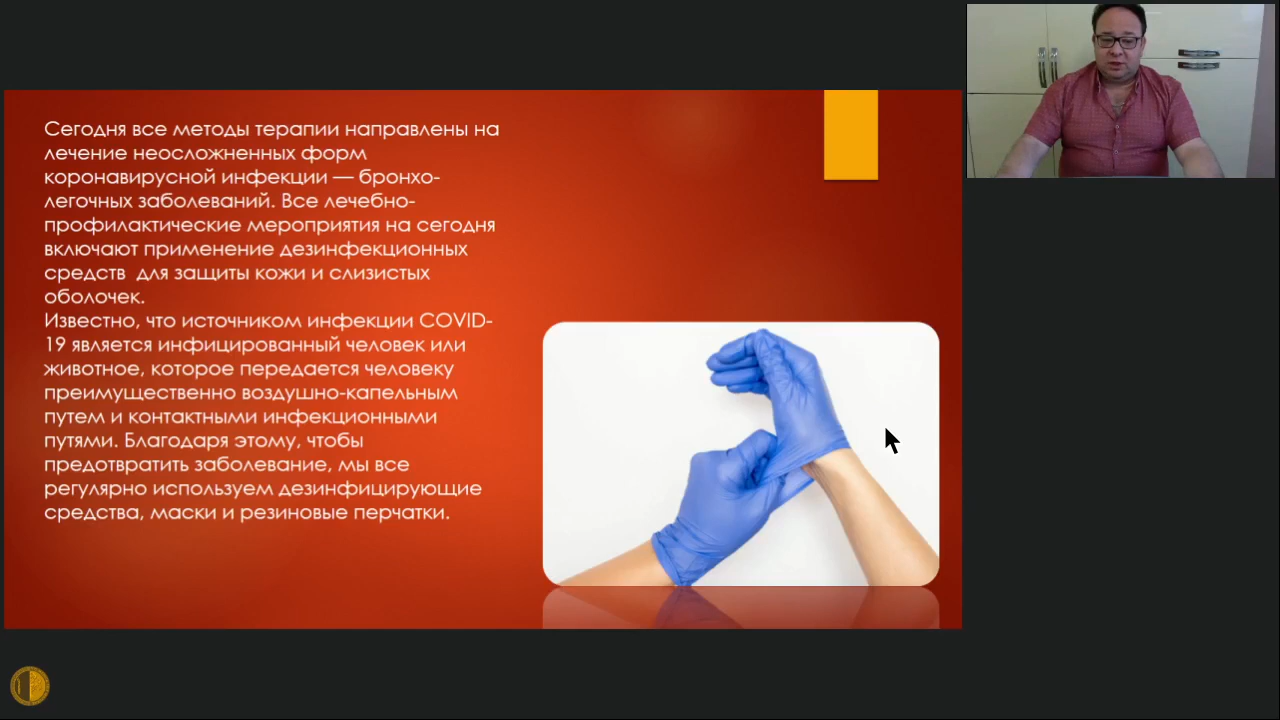 Сегодня все методы терапии направлены на
лечение неосложненных форм
коронавирусной инфекции — бронхо-
легочных заболеваний. Все лечебно-
профилактические мероприятия на сегодня
включают применение дезинфекционных
средств  для защиты кожи и слизистых
оболочек.
Известно, что источником инфекции COVID-
19 является инфицированный человек или
животное, которое передается человеку
преимущественно воздушно-капельным
путем и контактными инфекционными
путями. Благодаря этому, чтобы
предотвратить заболевание, мы все
регулярно используем дезинфицирующие
средства, маски и резиновые перчатки.